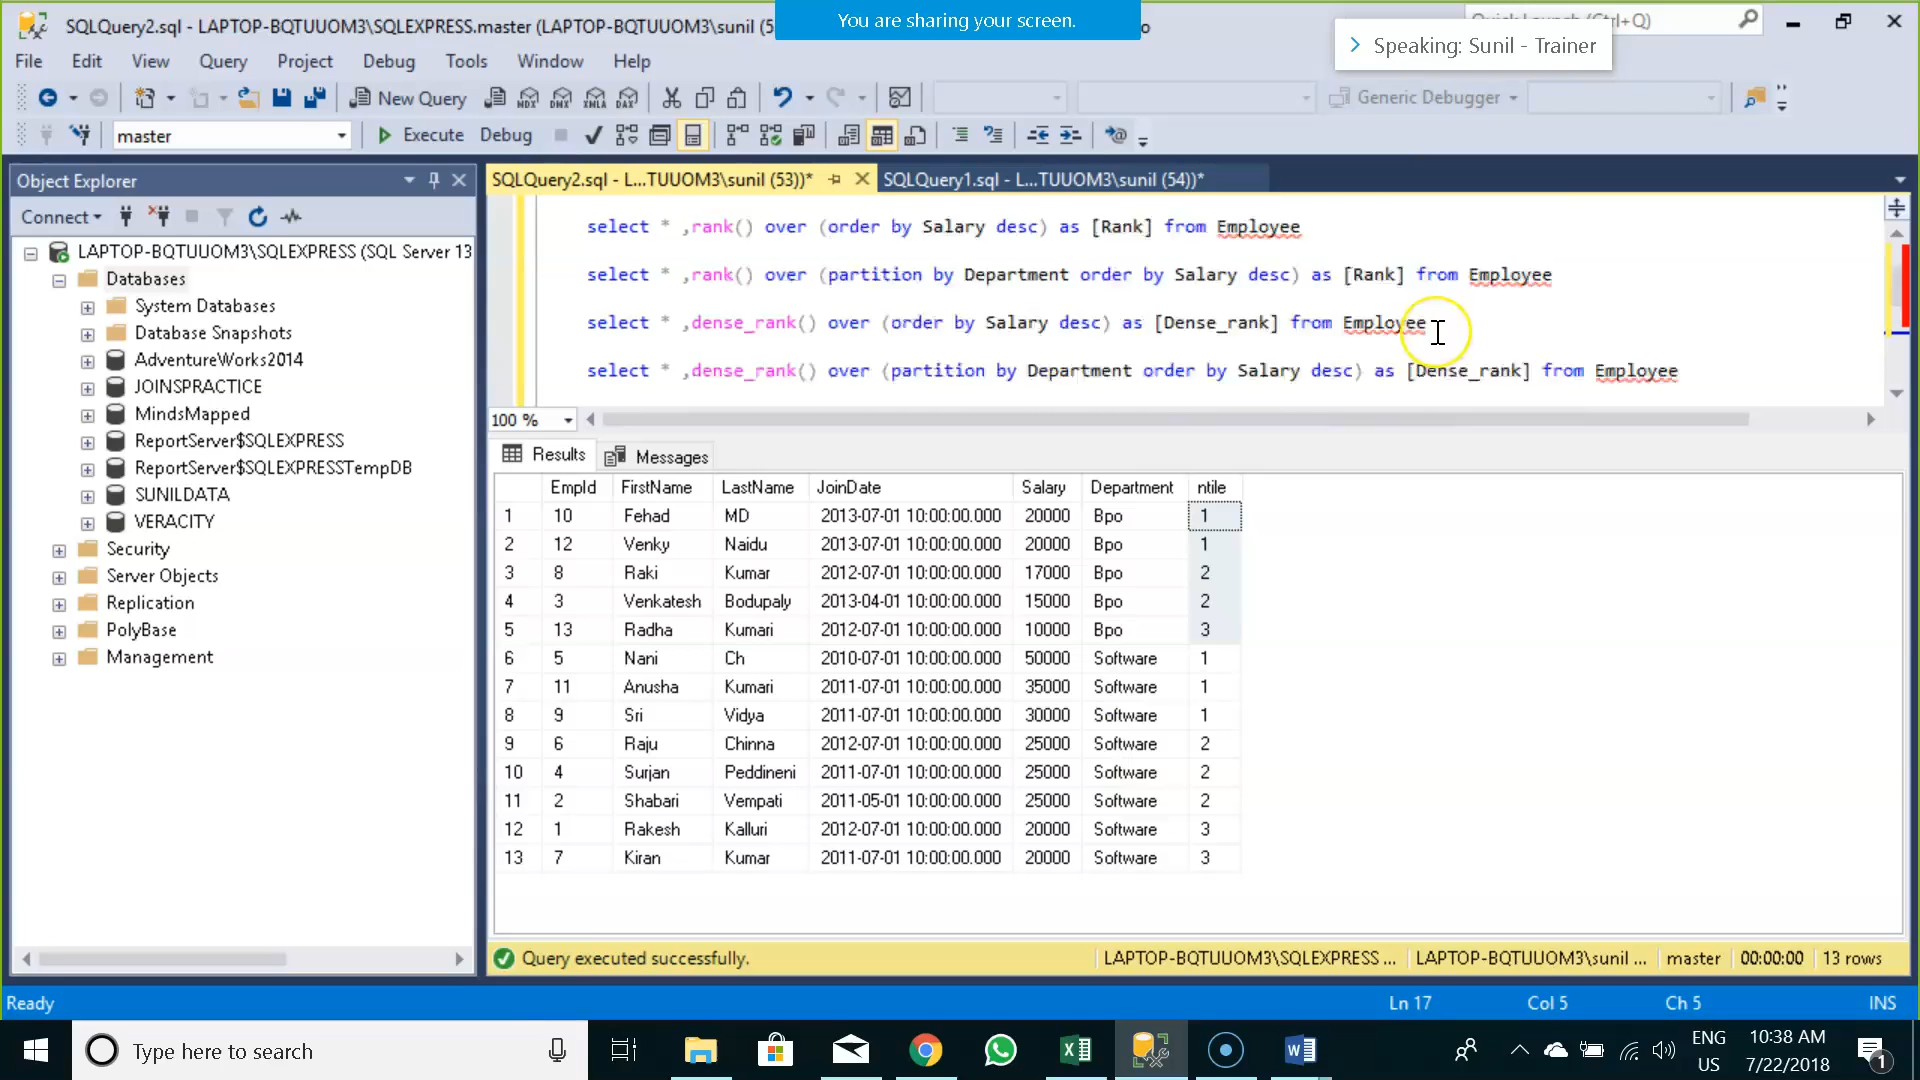 You are sharing your screen.
SQLQuery2.sql - LAPTOP-BQTUUOM3\SQLEXPRESS.master (LAPTOP-BQTUUOM3\sunil (5
Speaking: Sunil - Trainer
File Edit View Query Project Debug Tools Window Help
New Query MDX DMX XMLA DAX Generic Debugger
master Execute Debug
Object Explorer
SQLQuery2.sql - L...TUUOM3\sunil (53))* SQLQuery1.sql - L...TUUOM3\sunil (54))*
Connect
LAPTOP-BQTUUOM3\SQLEXPRESS (SQL Server 13
Databases
System Databases
Database Snapshots
AdventureWorks2014
JOINSPRACTICE
MindsMapped
ReportServer$SQLEXPRESS
ReportServer$SQLEXPRESSTempDB
SUNILDATA
VERACITY
Security
Server Objects
Replication
PolyBase
Management
select * ,rank() over (order by Salary desc) as [Rank] from Employee
select * ,rank() over (partition by Department order by Salary desc) as [Rank] from Employee
select * ,dense_rank() over (order by Salary desc) as [Dense_rank] from Employee
select * ,dense_rank() over (partition by Department order by Salary desc) as [Dense_rank] from Employee
100 %
Results Messages
EmpId FirstName LastName JoinDate Salary Department ntile
1 10 Fehad MD 2013-07-01 10:00:00.000 20000 Bpo 1
2 12 Venky Naidu 2013-07-01 10:00:00.000 20000 Bpo 1
3 8 Raki Kumar 2012-07-01 10:00:00.000 17000 Bpo 2
4 3 Venkatesh Bodupaly 2013-04-01 10:00:00.000 15000 Bpo 2
5 13 Radha Kumari 2012-07-01 10:00:00.000 10000 Bpo 3
6 5 Nani Ch 2010-07-01 10:00:00.000 50000 Software 1
7 11 Anusha Kumari 2011-07-01 10:00:00.000 35000 Software 1
8 9 Sri Vidya 2011-07-01 10:00:00.000 30000 Software 1
9 6 Raju Chinna 2012-07-01 10:00:00.000 25000 Software 2
10 4 Surjan Peddineni 2011-07-01 10:00:00.000 25000 Software 2
11 2 Shabari Vempati 2011-05-01 10:00:00.000 25000 Software 2
12 1 Rakesh Kalluri 2012-07-01 10:00:00.000 20000 Software 3
13 7 Kiran Kumar 2011-07-01 10:00:00.000 20000 Software 3
Query executed successfully. LAPTOP-BQTUUOM3\SQLEXPRESS ... LAPTOP-BQTUUOM3\sunil ... master 00:00:00 13 rows
Ready Ln 17 Col 5 Ch 5 INS
Type here to search
ENG
US
10:38 AM
7/22/2018
1